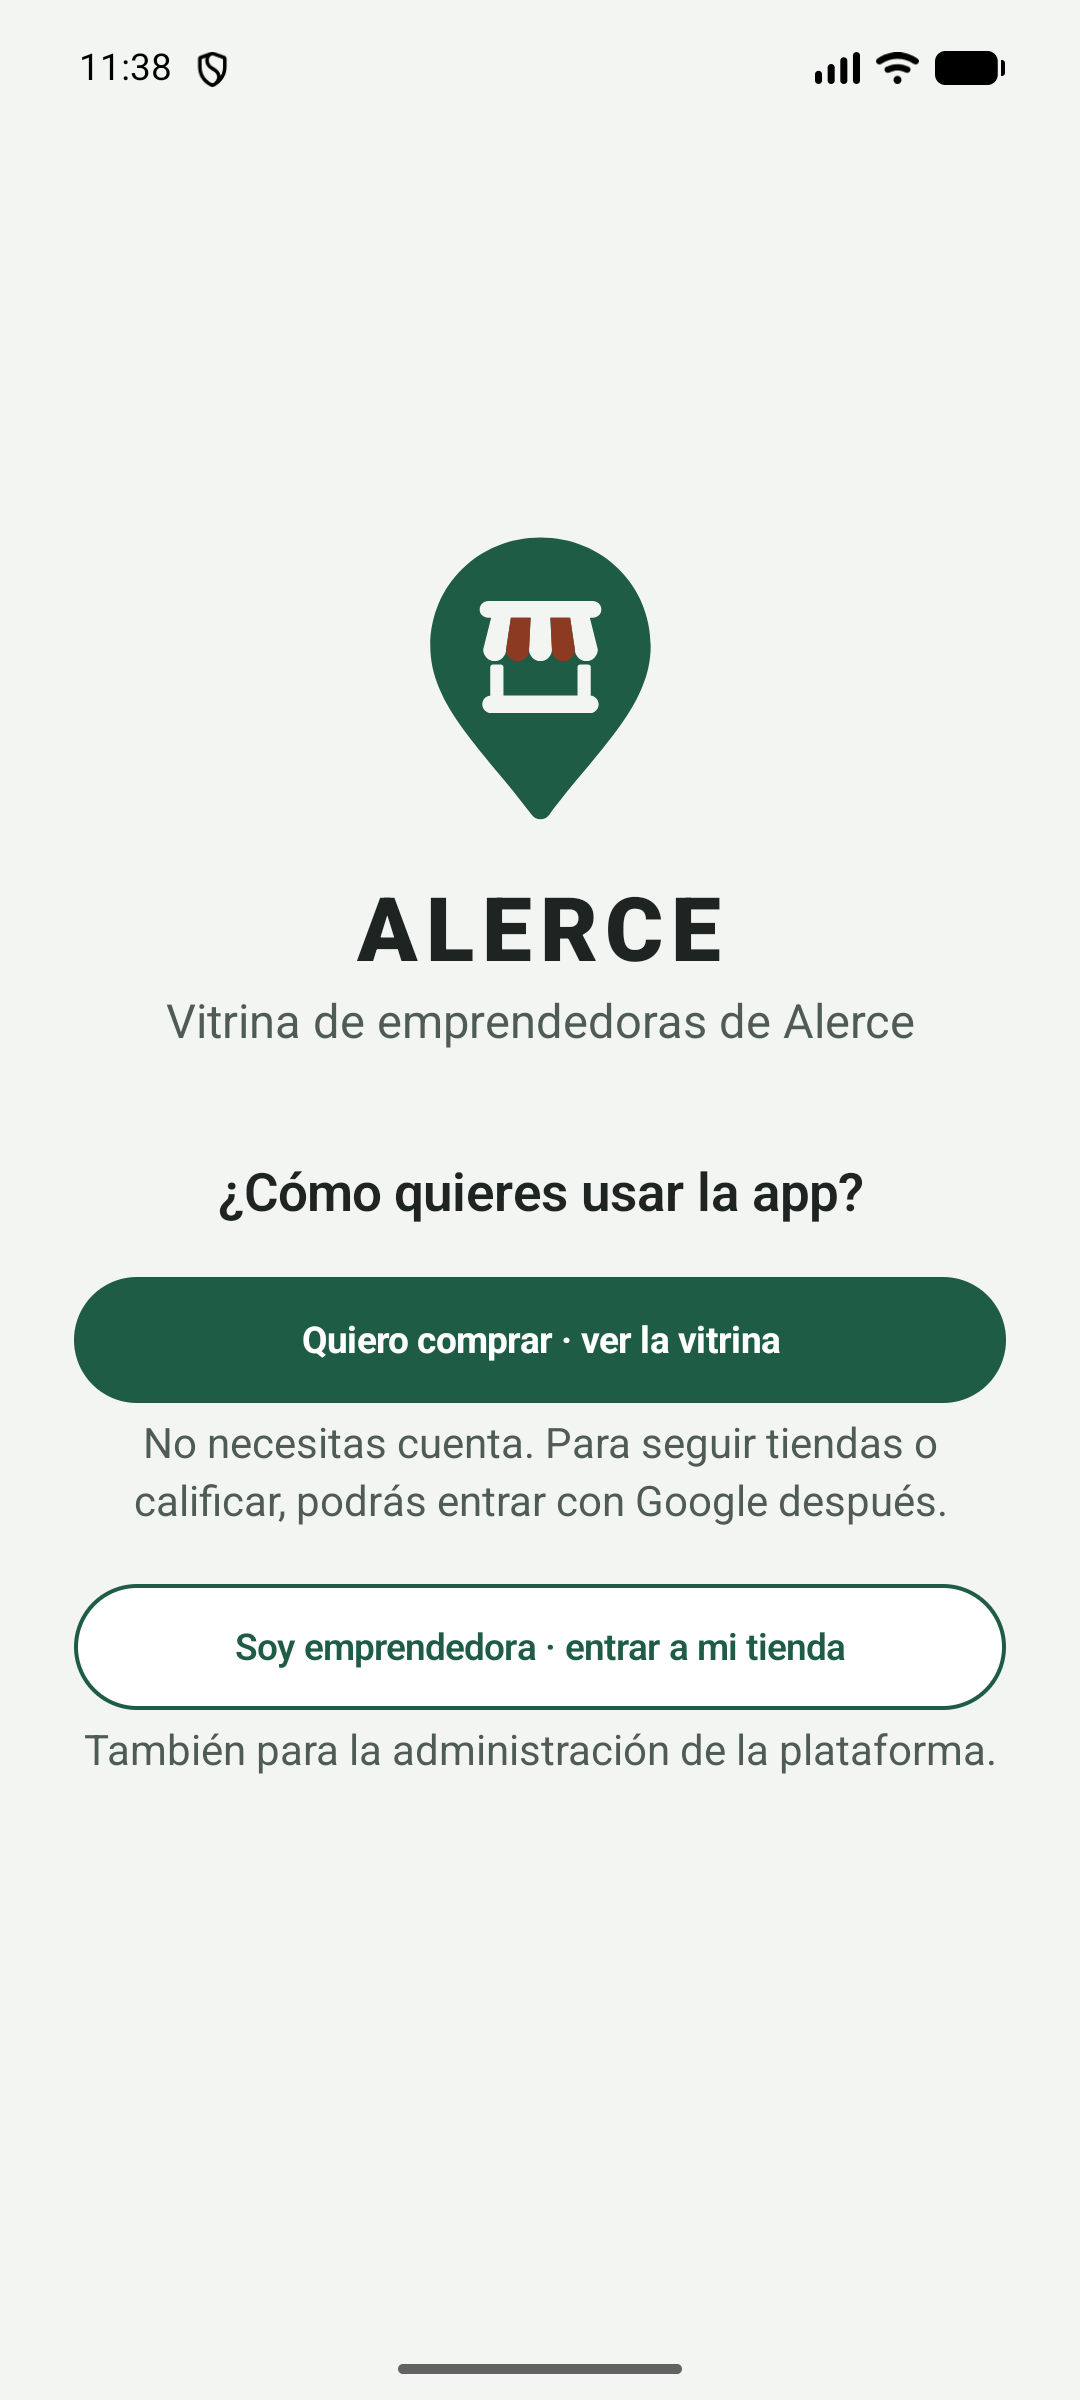 11:38
ALERCE
Vitrina de emprendedoras de Alerce
¿Cómo quieres usar la app?
Quiero comprar · ver la vitrina
No necesitas cuenta. Para seguir tiendas o
calificar, podrás entrar con Google después.
Soy emprendedora · entrar a mi tienda
También para la administración de la plataforma.